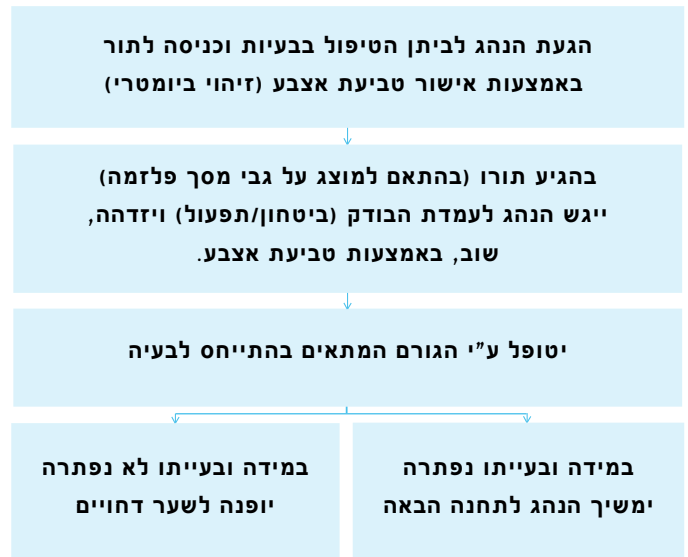 הגעת הנהג לביתן הטיפול בבעיות וכניסה לתור
באמצעות אישור טביעת אצבע (זיהוי ביומטרי)
בהגיע תורו (בהתאם למוצג על גבי מסך פלזמה)
ייגש הנהג לעמדת הבודק (ביטחון/תפעול) ויזדהה,
שוב, באמצעות טביעת אצבע.
יטופל ע"י הגורם המתאים בהתייחס לבעיה
במידה ובעייתו נפתרה
ימשיך הנהג לתחנה הבאה
במידה ובעייתו לא נפתרה
יופנה לשער דחויים